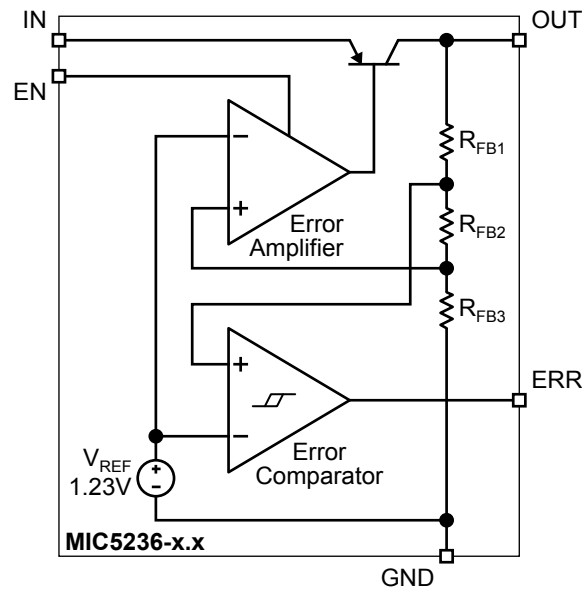 IN
OUT
EN
−
+
Error
Amplifier
R_FB1
R_FB2
R_FB3
+
−
Error
Comparator
ERR
V_REF
1.23V
+
−
MIC5236-x.x
GND